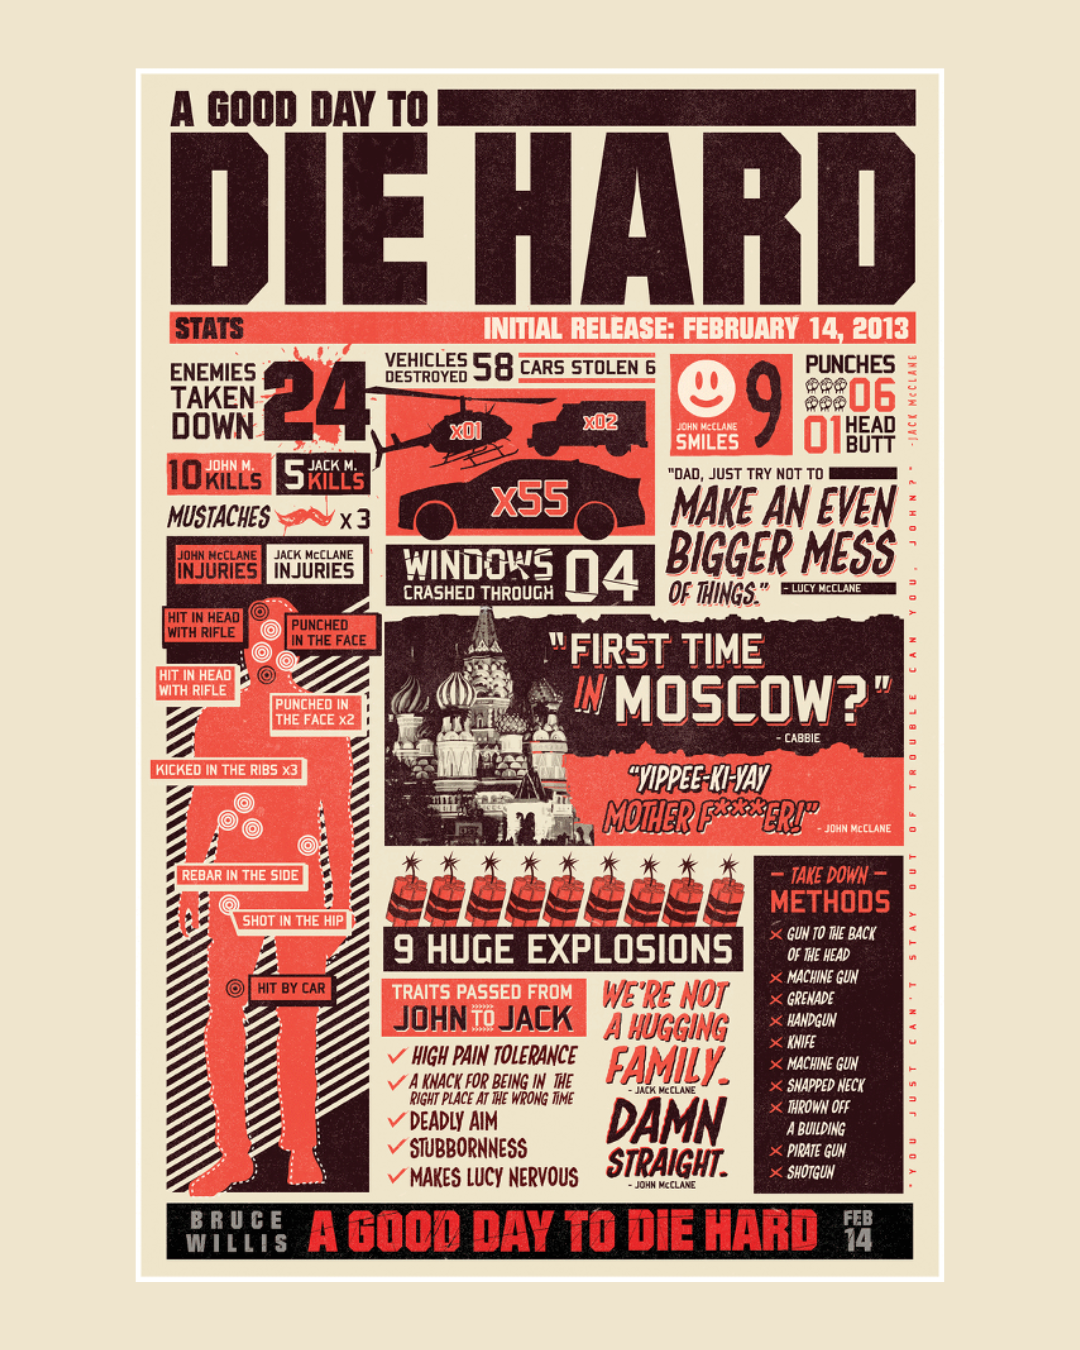 A GOOD DAY TO
DIE HARD
STATS
INITIAL RELEASE: FEBRUARY 14, 2013
ENEMIES
TAKEN
DOWN
24
10 JOHN M.
KILLS
5 JACK M.
KILLS
MUSTACHES x3
JOHN McCLANE
INJURIES
JACK McCLANE
INJURIES
HIT IN HEAD
WITH RIFLE
PUNCHED
IN THE FACE
HIT IN HEAD
WITH RIFLE
PUNCHED IN
THE FACE x2
KICKED IN THE RIBS x3
REBAR IN THE SIDE
SHOT IN THE HIP
HIT BY CAR
VEHICLES
DESTROYED 58
CARS STOLEN 6
x01
x02
x55
WINDOWS
CRASHED THROUGH
04
JOHN McCLANE
SMILES
9
PUNCHES
06
01 HEAD
BUTT
"DAD, JUST TRY NOT TO
MAKE AN EVEN
BIGGER MESS
OF THINGS."
- LUCY McCLANE
"FIRST TIME
IN MOSCOW?"
- CABBIE
"YIPPEE-KI-YAY
MOTHER F***ER!"
- JOHN McCLANE
9 HUGE EXPLOSIONS
TRAITS PASSED FROM
JOHN TO JACK
HIGH PAIN TOLERANCE
A KNACK FOR BEING IN THE
RIGHT PLACE AT THE WRONG TIME
DEADLY AIM
STUBBORNNESS
MAKES LUCY NERVOUS
WE'RE NOT
A HUGGING
FAMILY.
- JACK McCLANE
DAMN
STRAIGHT.
- JOHN McCLANE
- TAKE DOWN -
METHODS
GUN TO THE BACK
OF THE HEAD
MACHINE GUN
GRENADE
HANDGUN
KNIFE
MACHINE GUN
SNAPPED NECK
THROWN OFF
A BUILDING
PIRATE GUN
SHOTGUN
"YOU JUST CAN'T STAY OUT OF TROUBLE CAN YOU, JOHN?" -JACK McCLANE
BRUCE
WILLIS
A GOOD DAY TO DIE HARD
FEB
14